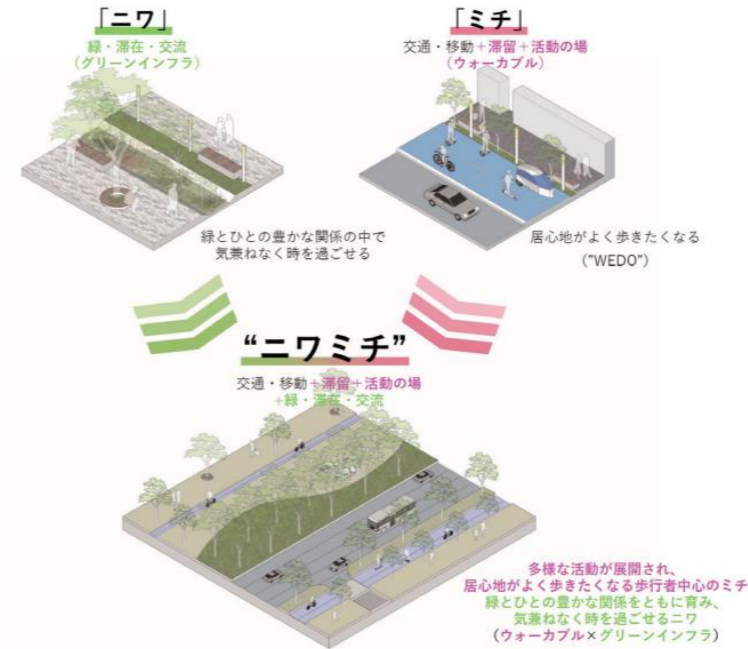 「ニワ」
緑・滞在・交流
(グリーンインフラ)
緑とひとの豊かな関係の中で
気兼ねなく時を過ごせる
「ミチ」
交通・移動+滞留+活動の場
(ウォーカブル)
居心地がよく歩きたくなる
("WEDO")
“ニワミチ”
交通・移動+滞留+活動の場
+緑・滞在・交流
多様な活動が展開され、
居心地がよく歩きたくなる歩行者中心のミチ
緑とひとの豊かな関係をともに育み、
気兼ねなく時を過ごせるニワ
(ウォーカブル×グリーンインフラ)